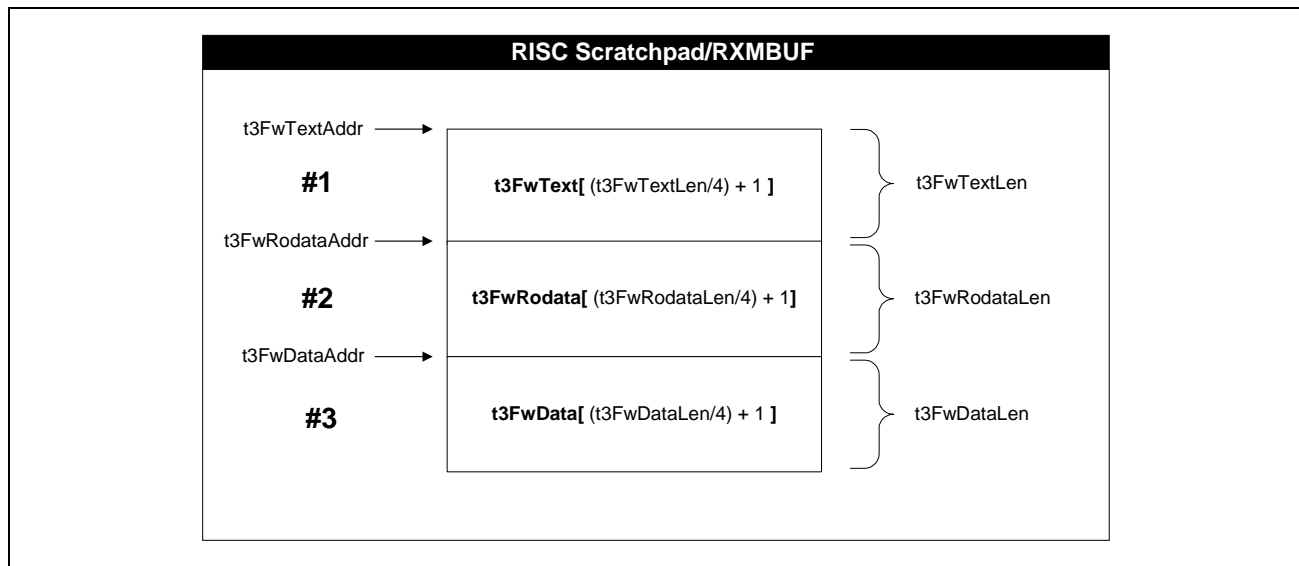 RISC Scratchpad/RXMBUF
t3FwTextAddr
#1
t3FwText[ (t3FwTextLen/4) + 1 ]
t3FwTextLen
t3FwRodataAddr
#2
t3FwRodata[ (t3FwRodataLen/4) + 1]
t3FwRodataLen
t3FwDataAddr
#3
t3FwData[ (t3FwDataLen/4) + 1 ]
t3FwDataLen